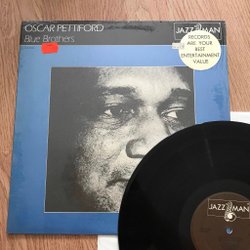 OSCAR PETTIFORD
Blue Brothers
JAZZ MAN
RECORDS
ARE YOUR
BEST
ENTERTAINMENT
VALUE
JAZZ MAN